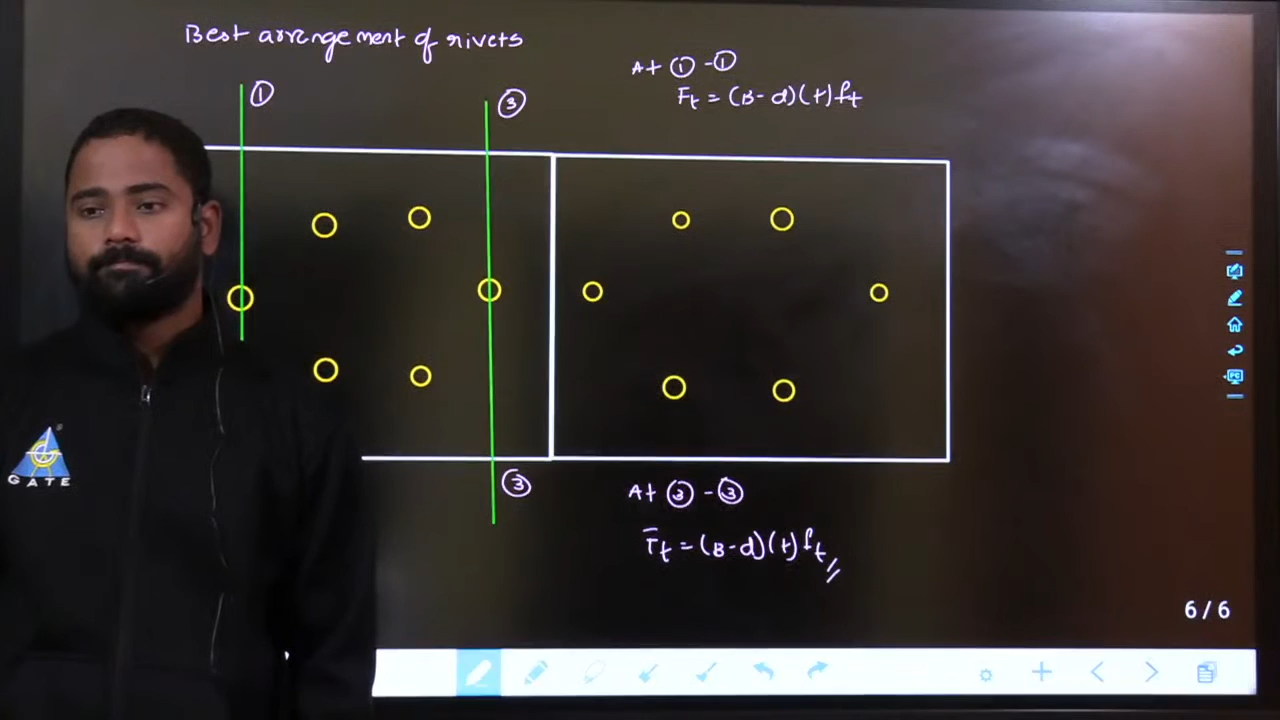 Best arrangement of rivets
At ① - ①
Ft = (B-d)(t)ft
①
③
③
At ③ - ③
Ft = (B-d)(t)ft
GATE
PC
6/6